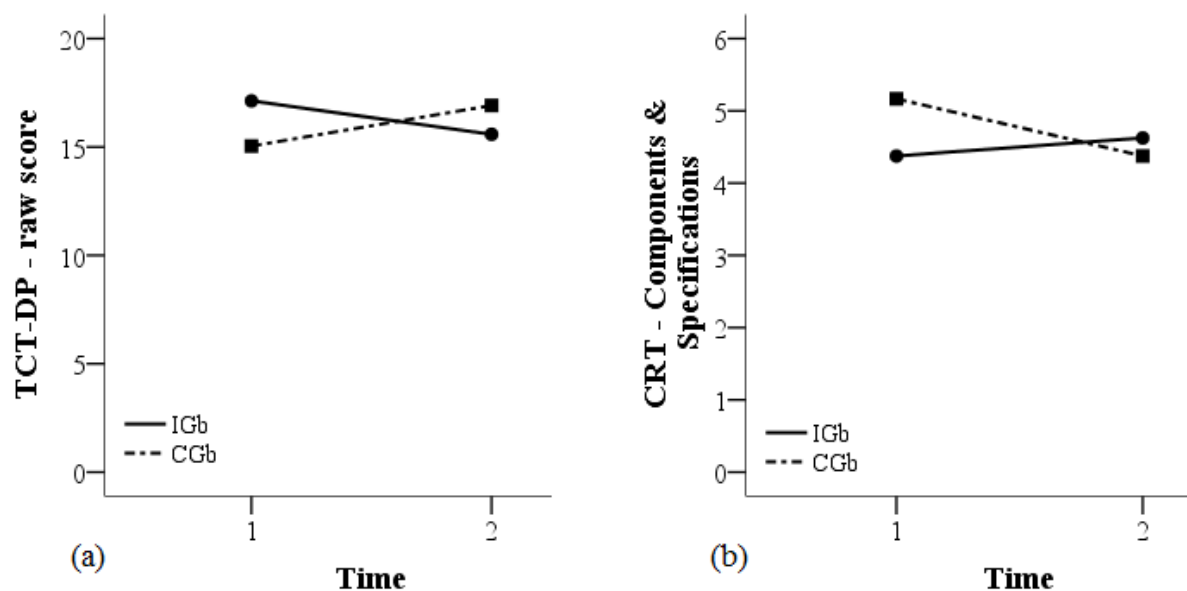 TCT-DP - raw score
20
15
10
5
0
IGb
CGb
1
2
(a)
Time
CRT - Components &
Specifications
6
5
4
3
2
1
0
IGb
CGb
1
2
(b)
Time